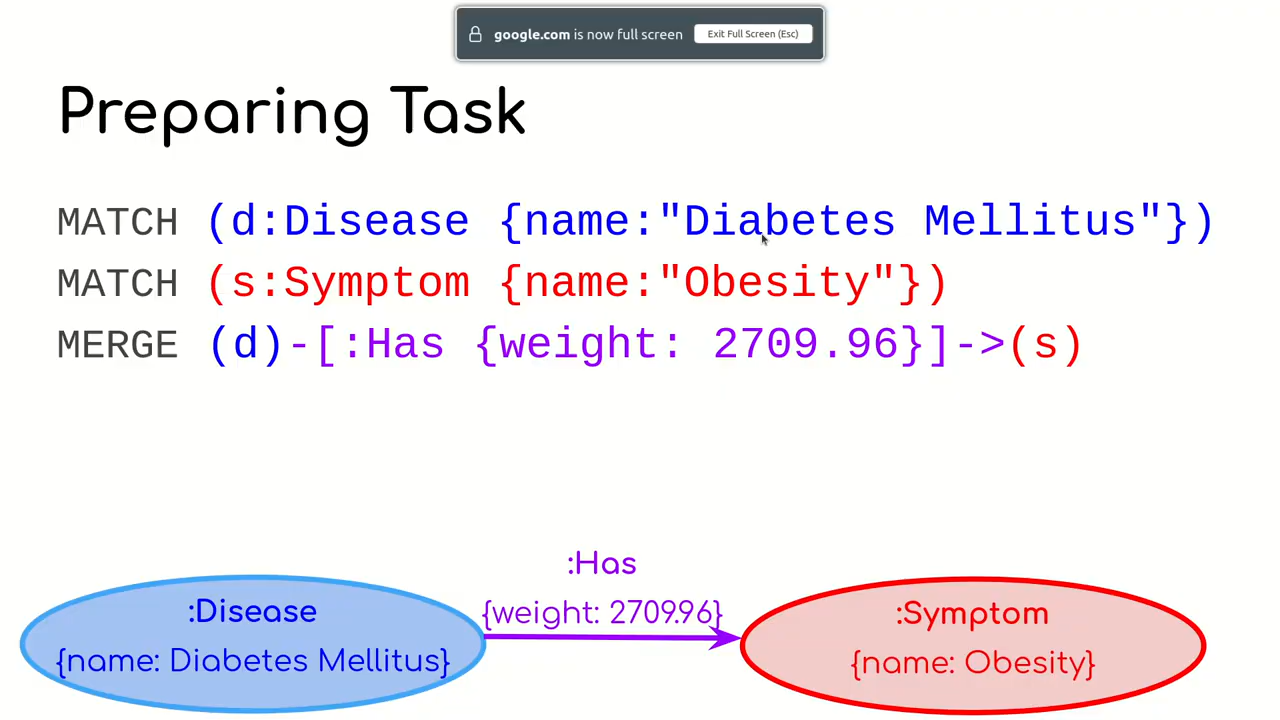 google.com is now full screen Exit Full Screen (Esc)
Preparing Task
MATCH (d:Disease {name:"Diabetes Mellitus"})
MATCH (s:Symptom {name:"Obesity"})
MERGE (d)-[:Has {weight: 2709.96}]->(s)
:Has
{weight: 2709.96}
:Disease
{name: Diabetes Mellitus}
:Symptom
{name: Obesity}